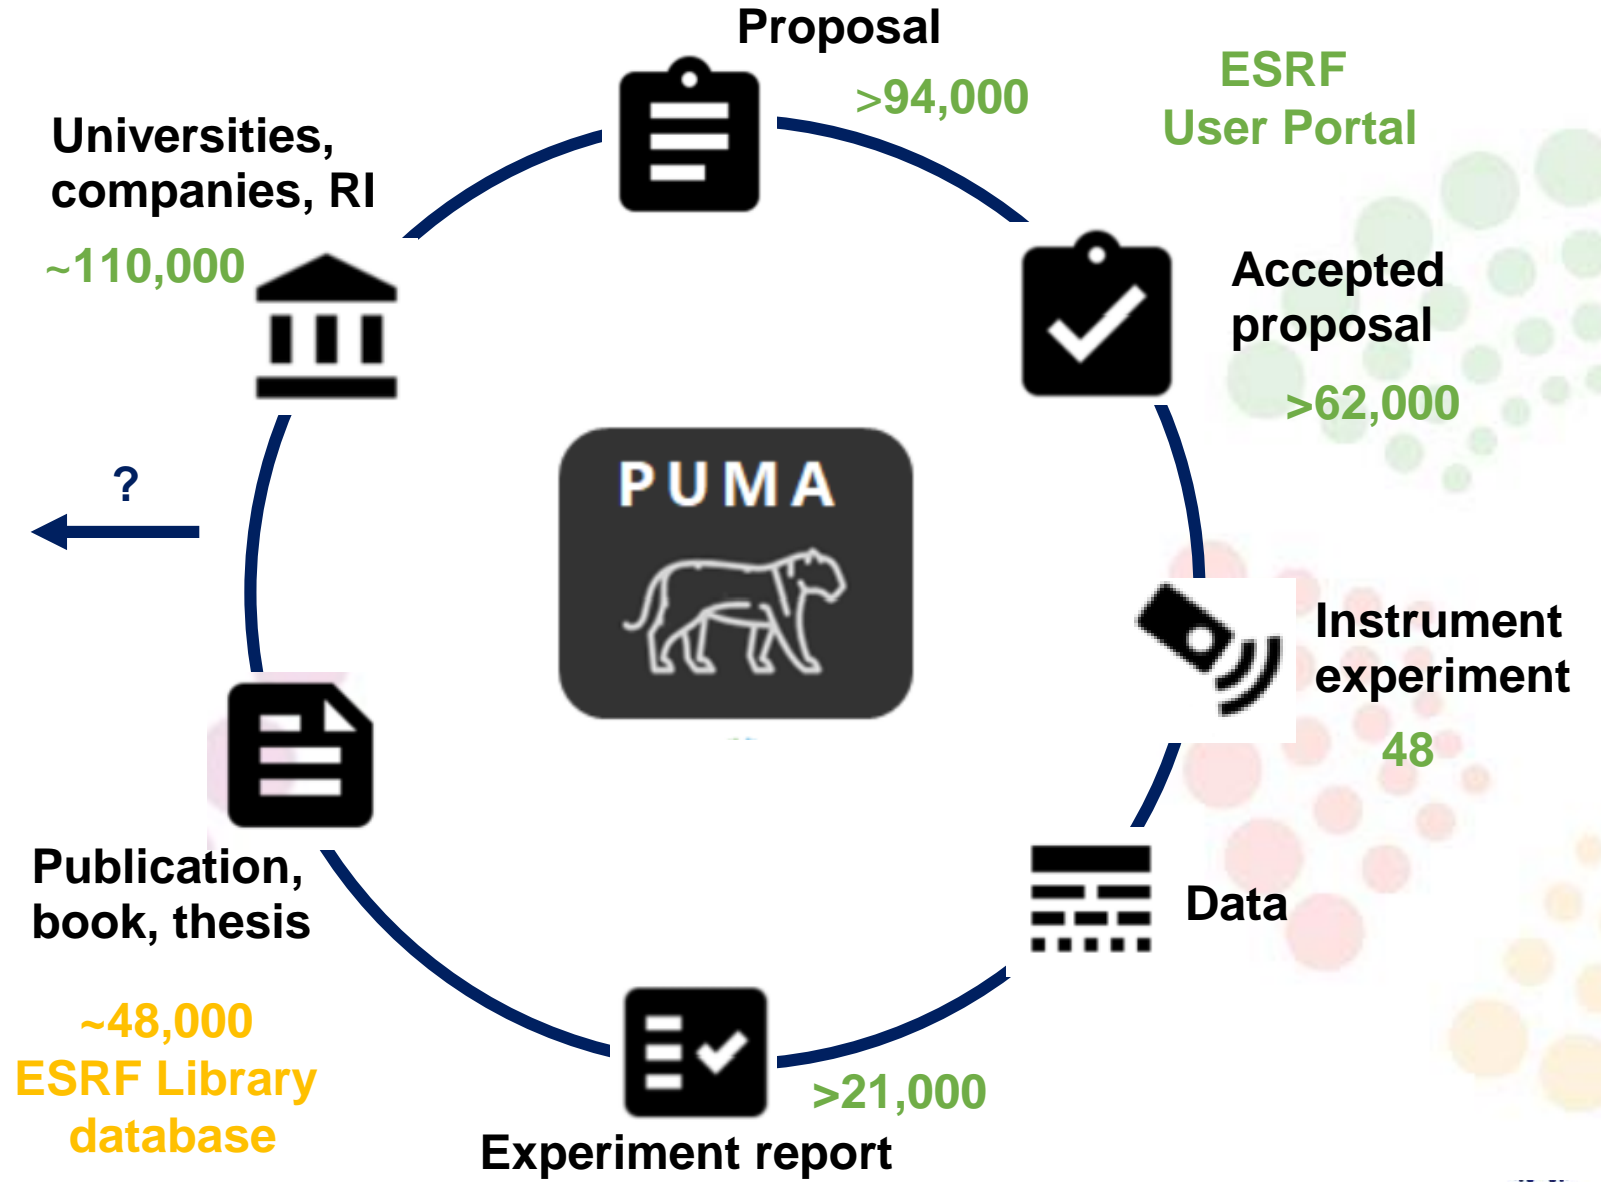 Proposal
>94,000
ESRF
User Portal
Universities,
companies, RI
~110,000
Accepted
proposal
>62,000
?
PUMA
Instrument
experiment
48
Data
Publication,
book, thesis
~48,000
ESRF Library
database
>21,000
Experiment report